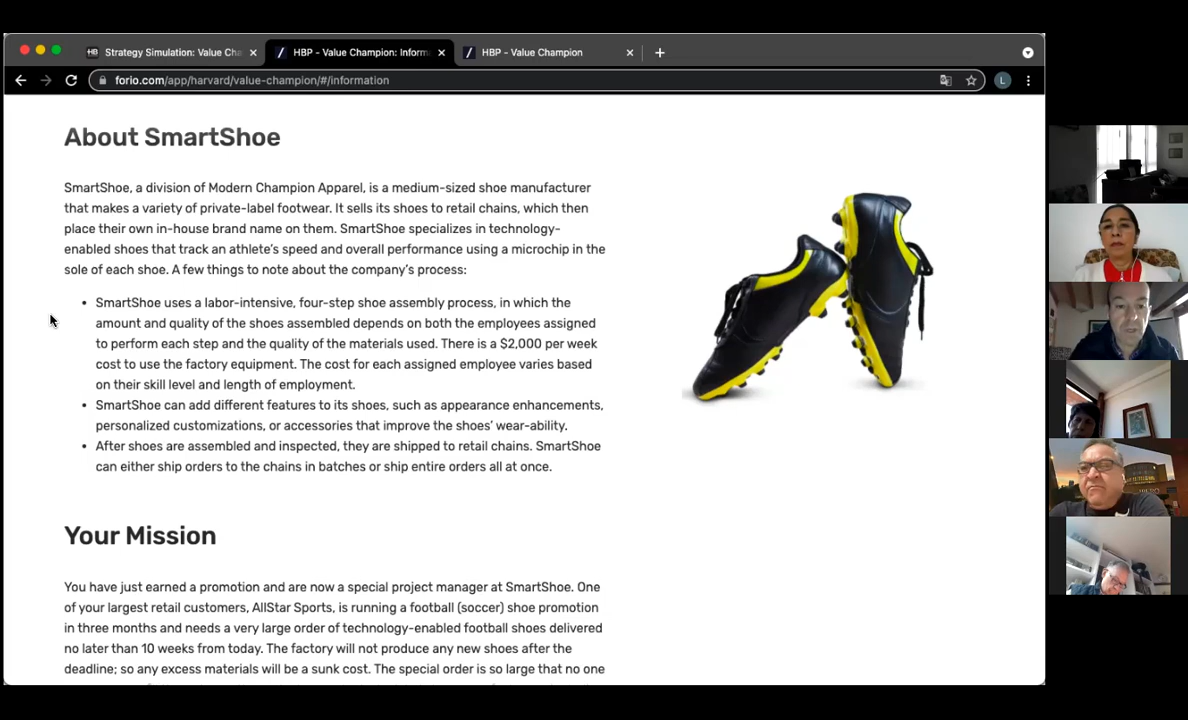 Strategy Simulation: Value Cha
HBP - Value Champion: Inform
HBP - Value Champion
forio.com/app/harvard/value-champion/#/information
L
About SmartShoe
SmartShoe, a division of Modern Champion Apparel, is a medium-sized shoe manufacturer
that makes a variety of private-label footwear. It sells its shoes to retail chains, which then
place their own in-house brand name on them. SmartShoe specializes in technology-
enabled shoes that track an athlete's speed and overall performance using a microchip in the
sole of each shoe. A few things to note about the company's process:
• SmartShoe uses a labor-intensive, four-step shoe assembly process, in which the
amount and quality of the shoes assembled depends on both the employees assigned
to perform each step and the quality of the materials used. There is a $2,000 per week
cost to use the factory equipment. The cost for each assigned employee varies based
on their skill level and length of employment.
• SmartShoe can add different features to its shoes, such as appearance enhancements,
personalized customizations, or accessories that improve the shoes' wear-ability.
• After shoes are assembled and inspected, they are shipped to retail chains. SmartShoe
can either ship orders to the chains in batches or ship entire orders all at once.
Your Mission
You have just earned a promotion and are now a special project manager at SmartShoe. One
of your largest retail customers, AllStar Sports, is running a football (soccer) shoe promotion
in three months and needs a very large order of technology-enabled football shoes delivered
no later than 10 weeks from today. The factory will not produce any new shoes after the
deadline; so any excess materials will be a sunk cost. The special order is so large that no one